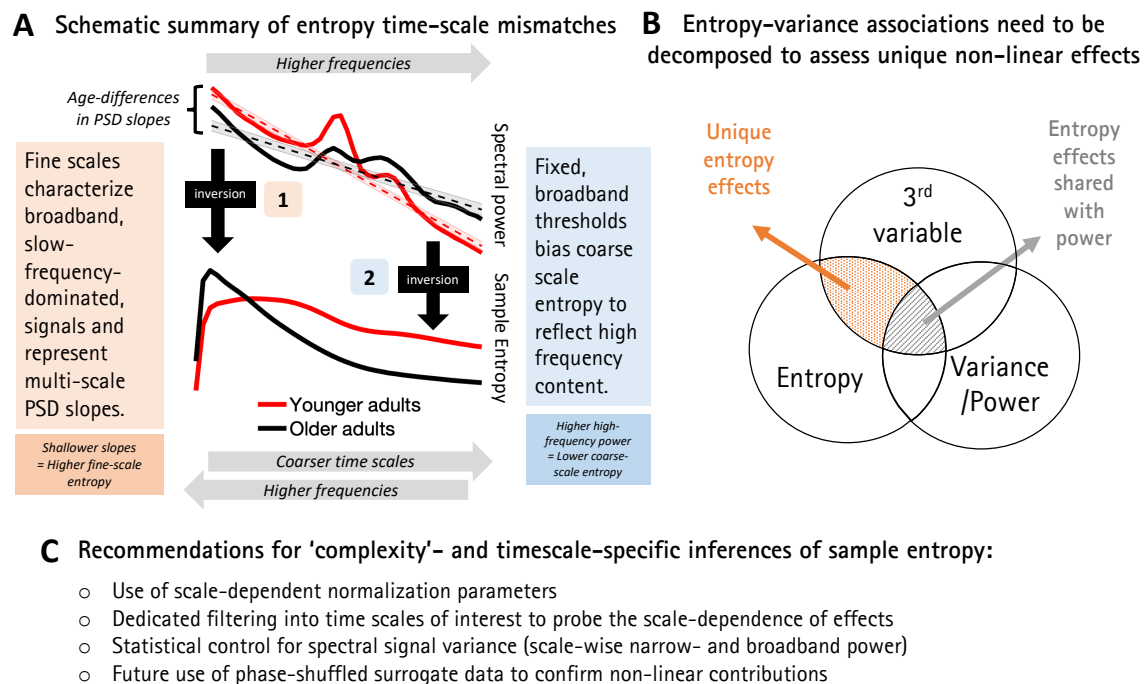 A Schematic summary of entropy time-scale mismatches
Higher frequencies
Age-differences
in PSD slopes
Spectral power
Fine scales
characterize
broadband,
slow-
frequency-
dominated,
signals and
represent
multi-scale
PSD slopes.
Shallower slopes
= Higher fine-scale
entropy
inversion
1
2
inversion
Sample Entropy
Younger adults
Older adults
Coarser time scales
Higher frequencies
Fixed,
broadband
thresholds
bias coarse
scale
entropy to
reflect high
frequency
content.
Higher high-
frequency power
= Lower coarse-
scale entropy
B Entropy-variance associations need to be
decomposed to assess unique non-linear effects
Unique
entropy
effects
Entropy
effects
shared
with
power
3rd
variable
Entropy
Variance
/Power
C Recommendations for 'complexity'- and timescale-specific inferences of sample entropy:
○ Use of scale-dependent normalization parameters
○ Dedicated filtering into time scales of interest to probe the scale-dependence of effects
○ Statistical control for spectral signal variance (scale-wise narrow- and broadband power)
○ Future use of phase-shuffled surrogate data to confirm non-linear contributions